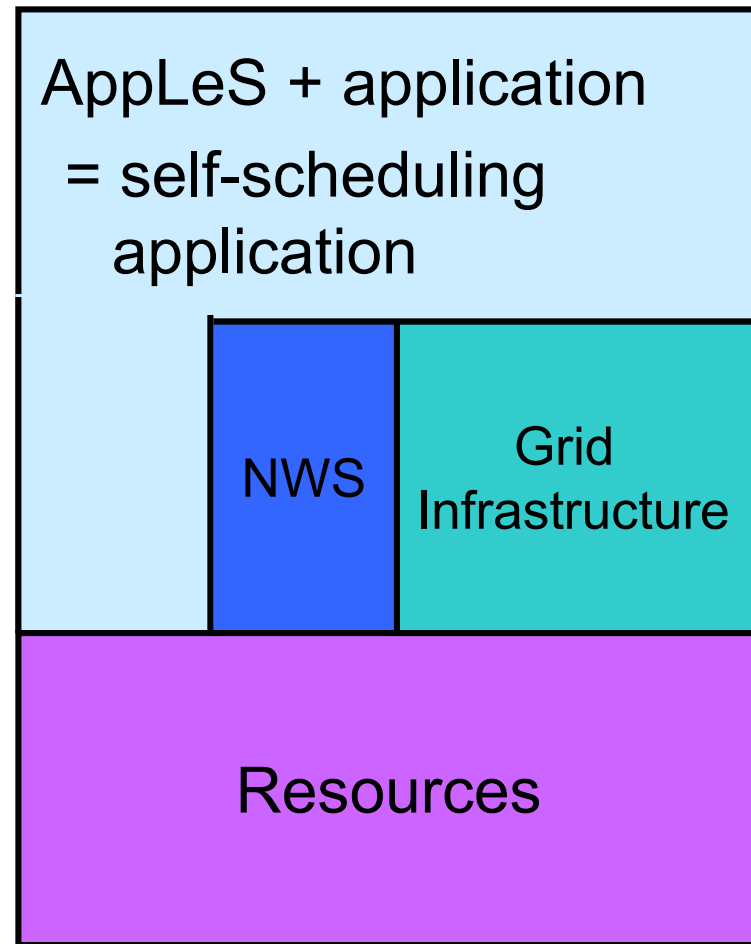 AppLeS + application
= self-scheduling
application
NWS
Grid
Infrastructure
Resources